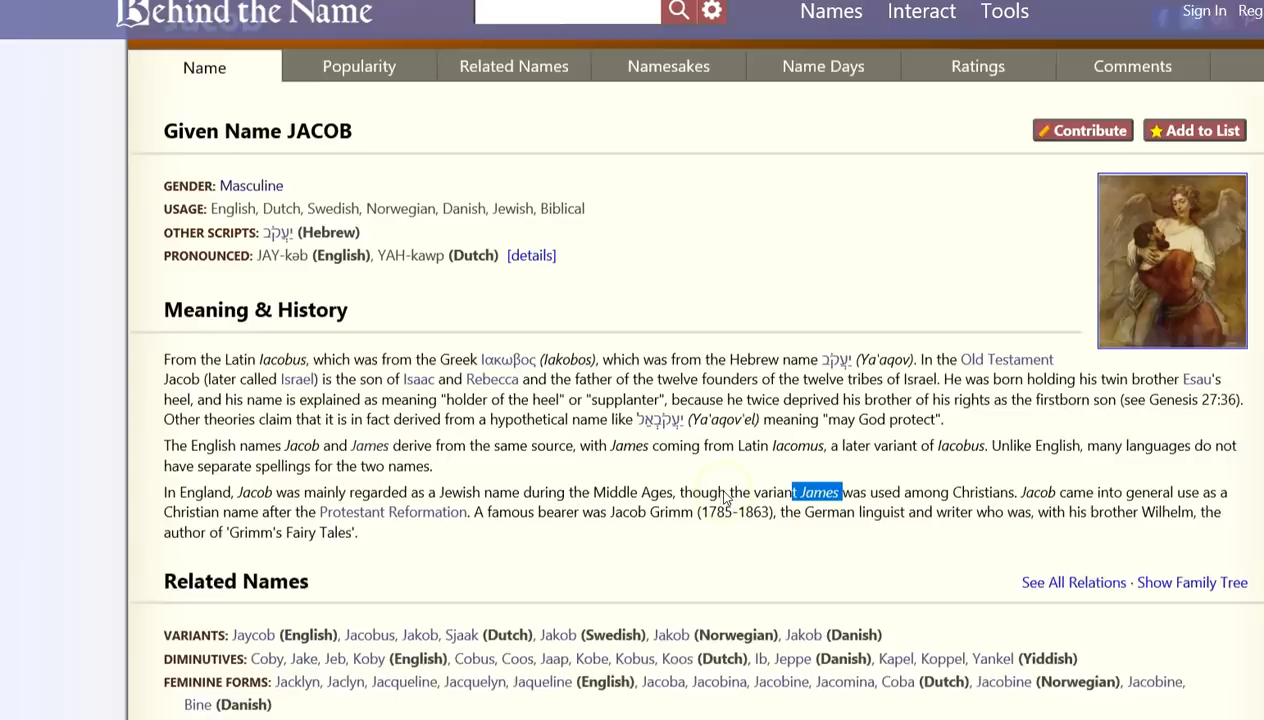 Behind the Name
Names Interact Tools Sign In Reg
Name Popularity Related Names Namesakes Name Days Ratings Comments
Given Name JACOB
Contribute Add to List
GENDER: Masculine
USAGE: English, Dutch, Swedish, Norwegian, Danish, Jewish, Biblical
OTHER SCRIPTS: יַעֲקֹב (Hebrew)
PRONOUNCED: JAY-kəb (English), YAH-kawp (Dutch) [details]
Meaning & History
From the Latin Iacobus, which was from the Greek Ιακωβος (Iakobos), which was from the Hebrew name יַעֲקֹב (Ya'aqov). In the Old Testament
Jacob (later called Israel) is the son of Isaac and Rebecca and the father of the twelve founders of the twelve tribes of Israel. He was born holding his twin brother Esau's
heel, and his name is explained as meaning "holder of the heel" or "supplanter", because he twice deprived his brother of his rights as the firstborn son (see Genesis 27:36).
Other theories claim that it is in fact derived from a hypothetical name like יַעֲקֹבְאֵל (Ya'aqov'el) meaning "may God protect".
The English names Jacob and James derive from the same source, with James coming from Latin Iacomus, a later variant of Iacobus. Unlike English, many languages do not
have separate spellings for the two names.
In England, Jacob was mainly regarded as a Jewish name during the Middle Ages, though the variant James was used among Christians. Jacob came into general use as a
Christian name after the Protestant Reformation. A famous bearer was Jacob Grimm (1785-1863), the German linguist and writer who was, with his brother Wilhelm, the
author of 'Grimm's Fairy Tales'.
Related Names
See All Relations · Show Family Tree
VARIANTS: Jaycob (English), Jacobus, Jakob, Sjaak (Dutch), Jakob (Swedish), Jakob (Norwegian), Jakob (Danish)
DIMINUTIVES: Coby, Jake, Jeb, Koby (English), Cobus, Coos, Jaap, Kobe, Kobus, Koos (Dutch), Ib, Jeppe (Danish), Kapel, Koppel, Yankel (Yiddish)
FEMININE FORMS: Jacklyn, Jaclyn, Jacqueline, Jacquelyn, Jaqueline (English), Jacoba, Jacobina, Jacobine, Jacomina, Coba (Dutch), Jacobine (Norwegian), Jacobine,
Bine (Danish)